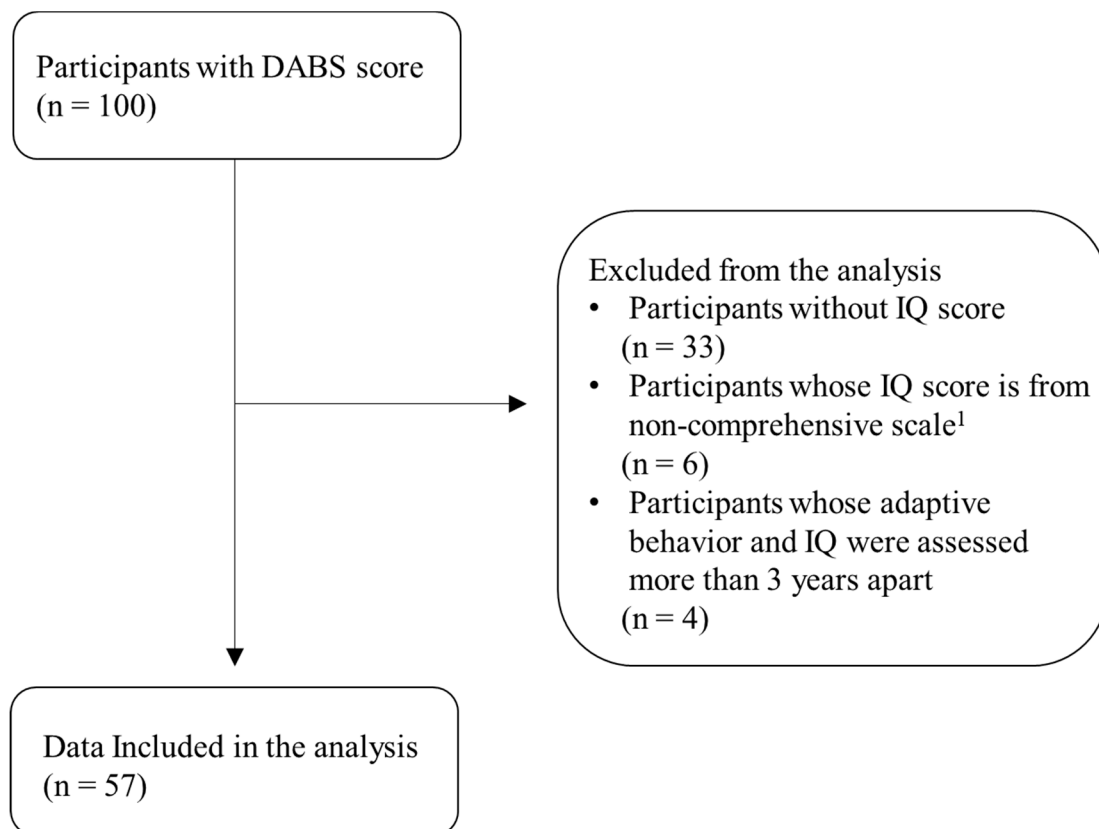 Participants with DABS score
(n = 100)
Excluded from the analysis
• Participants without IQ score
(n = 33)
• Participants whose IQ score is from
non-comprehensive scale¹
(n = 6)
• Participants whose adaptive
behavior and IQ were assessed
more than 3 years apart
(n = 4)
Data Included in the analysis
(n = 57)